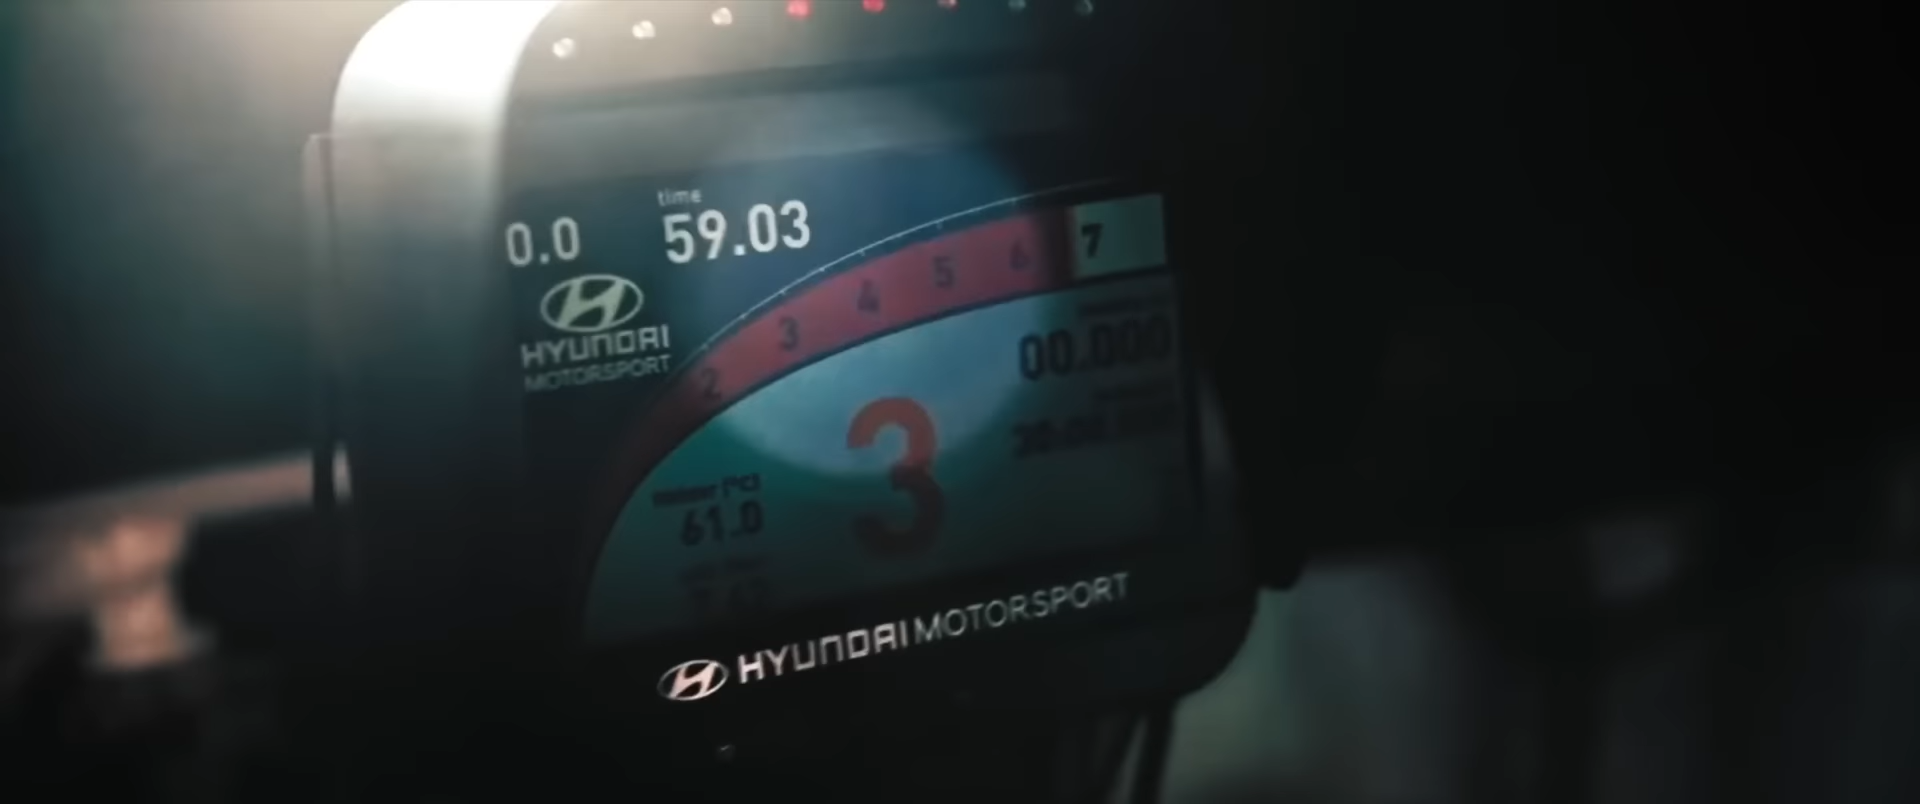 time
0.0 59.03
HYUNDAI
MOTORSPORT
2 3 4 5 6 7
00.000
3
61.0
HYUNDAI MOTORSPORT